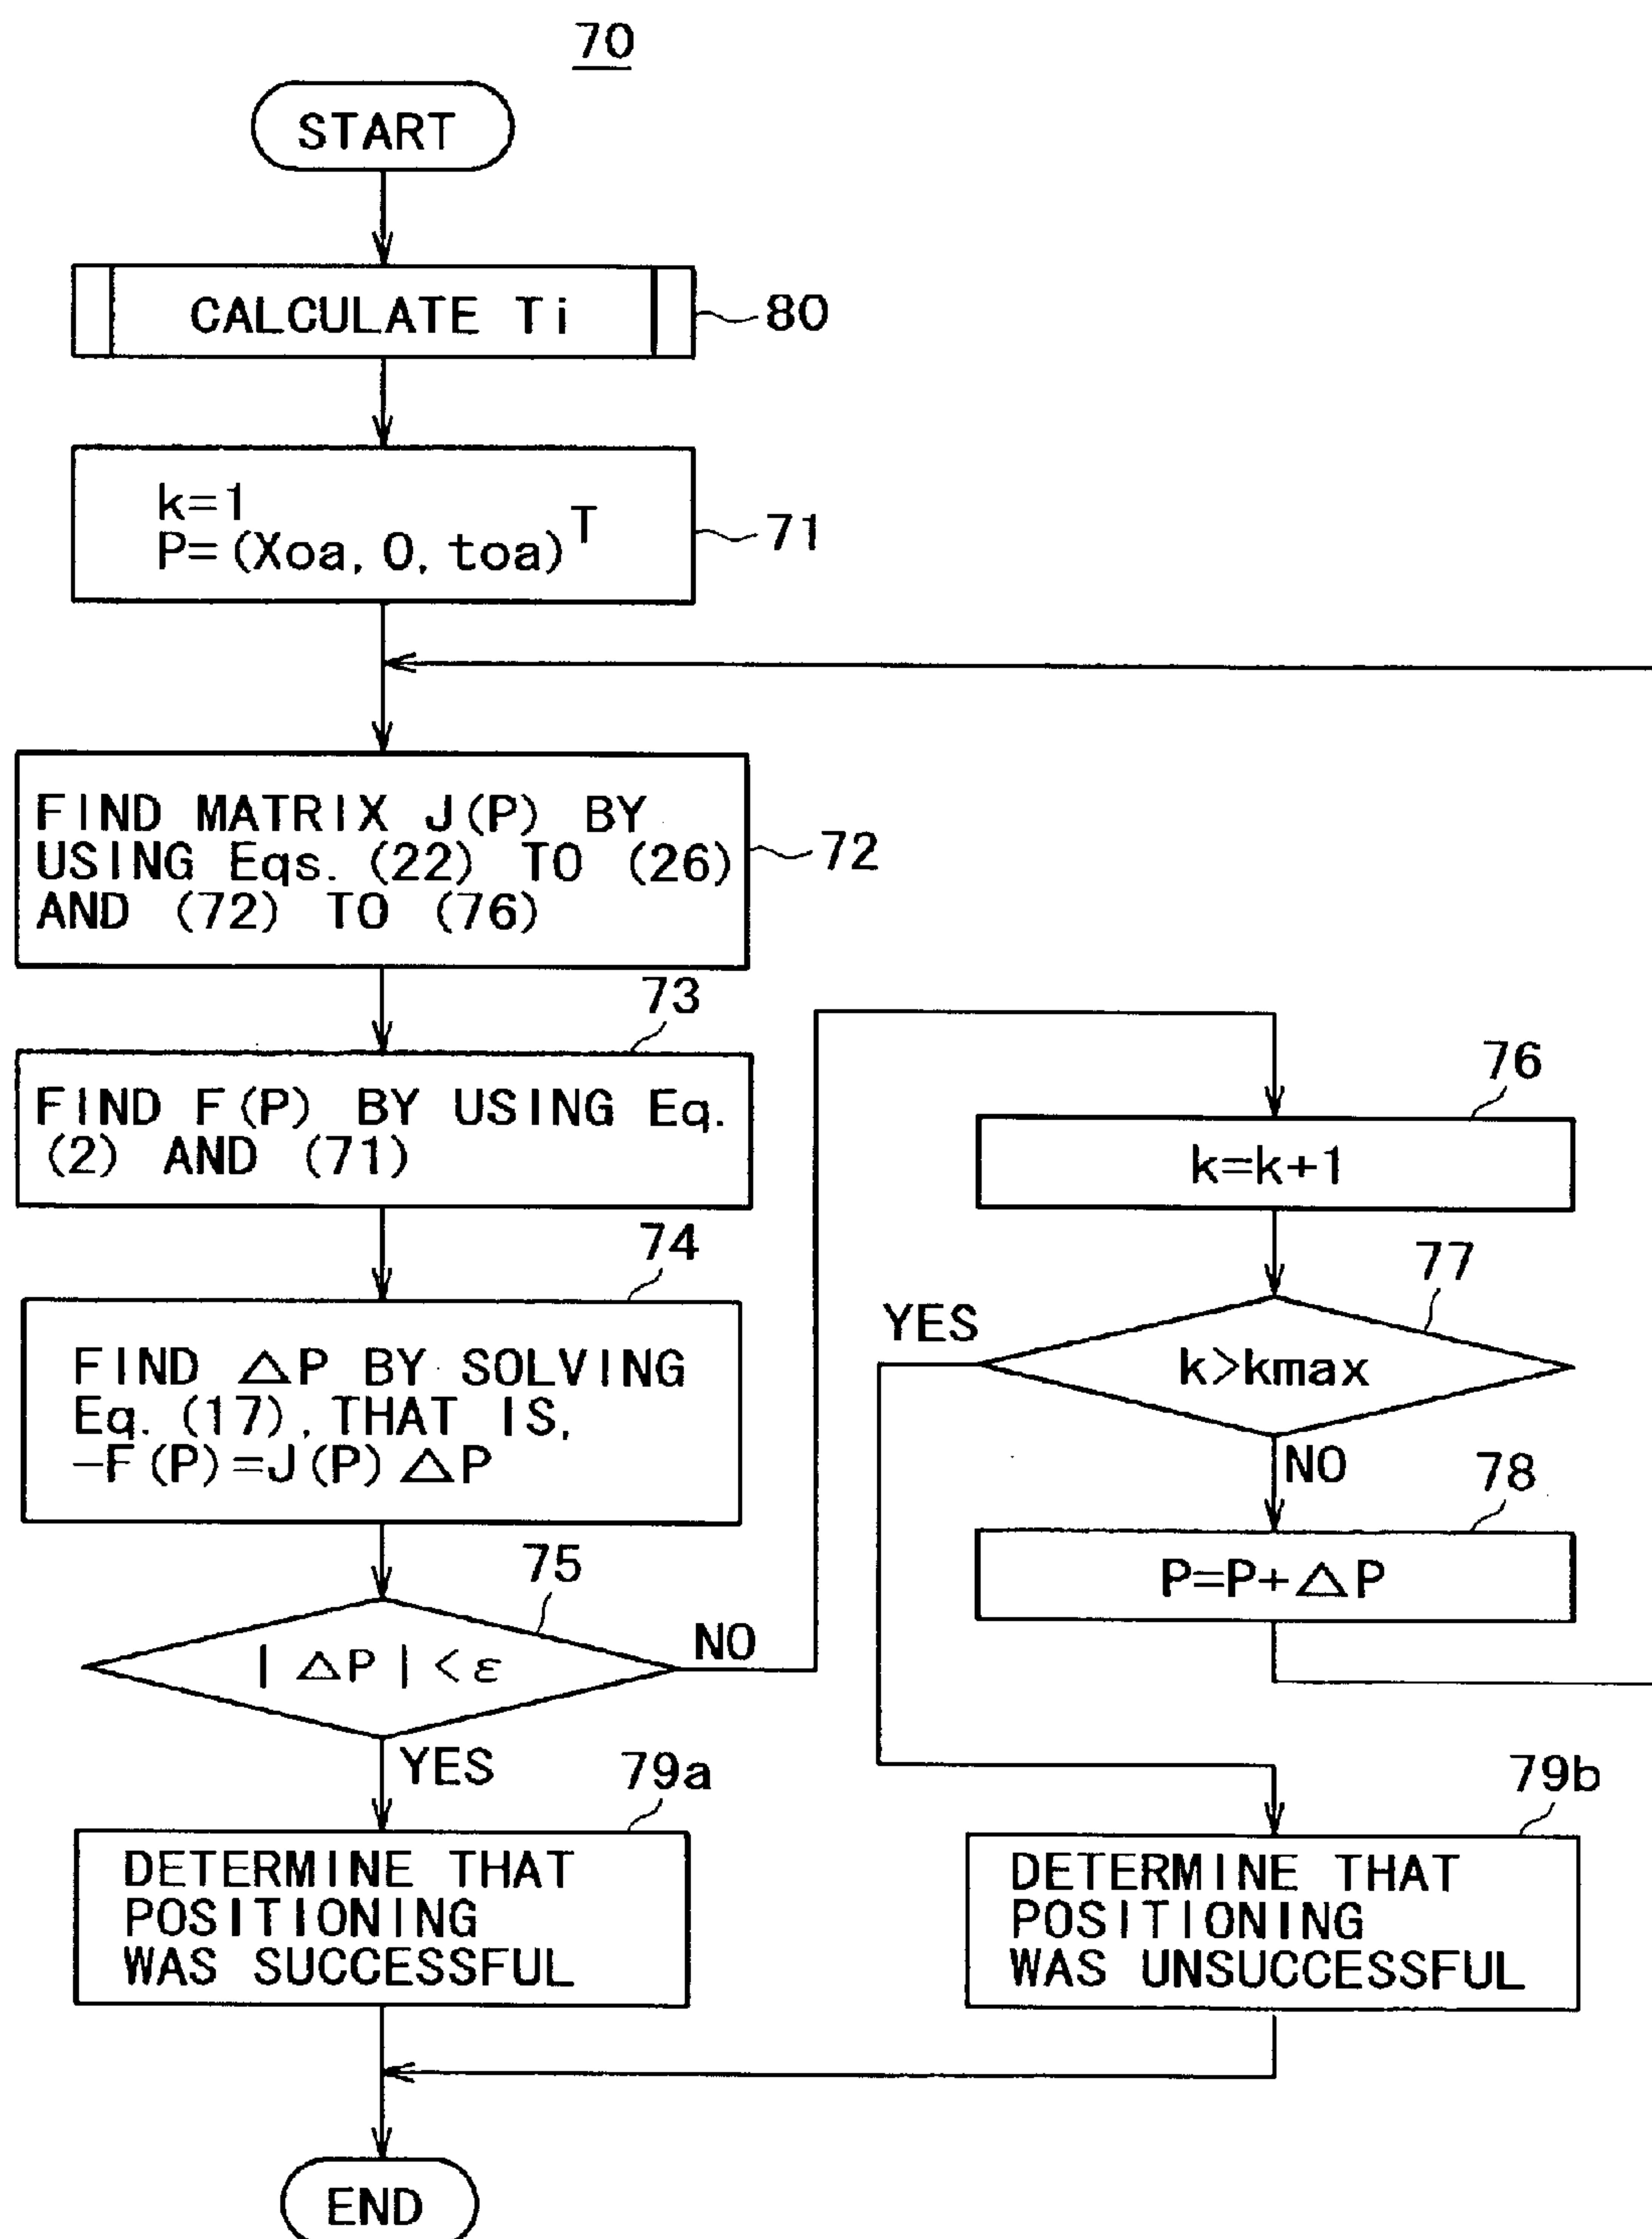 70
START
CALCULATE Ti
80
k=1
P=(Xoa, 0, toa)T
71
FIND MATRIX J(P) BY
USING Eqs. (22) TO (26)
AND (72) TO (76)
72
73
FIND F(P) BY USING Eq.
(2) AND (71)
74
FIND △P BY SOLVING
Eq. (17), THAT IS,
-F(P)=J(P)△P
75
| △P | < ε
NO
YES
76
k=k+1
77
k>kmax
YES
NO
78
P=P+△P
79a
DETERMINE THAT
POSITIONING
WAS SUCCESSFUL
79b
DETERMINE THAT
POSITIONING
WAS UNSUCCESSFUL
END